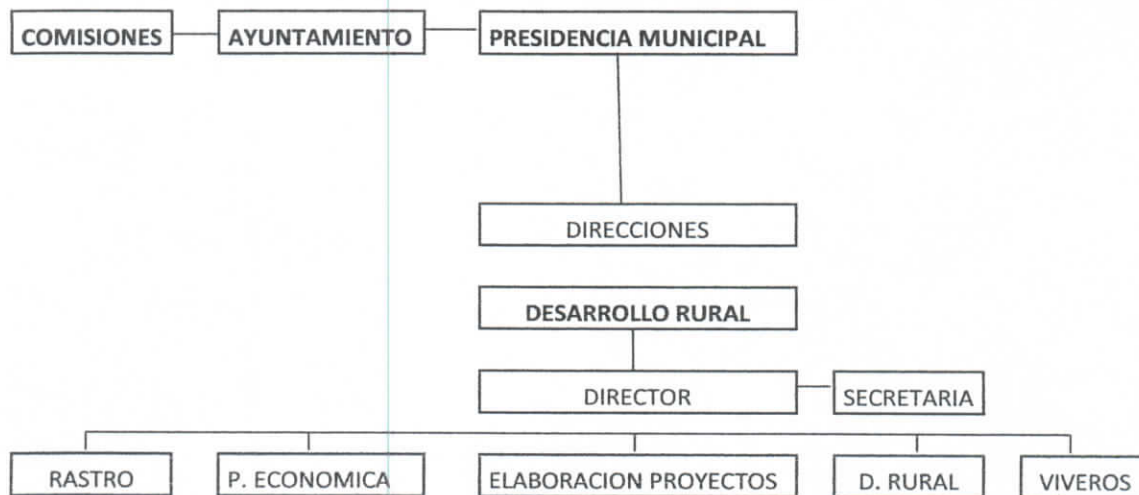 COMISIONES AYUNTAMIENTO PRESIDENCIA MUNICIPAL
DIRECCIONES
DESARROLLO RURAL
DIRECTOR SECRETARIA
RASTRO P. ECONOMICA ELABORACION PROYECTOS D. RURAL VIVEROS